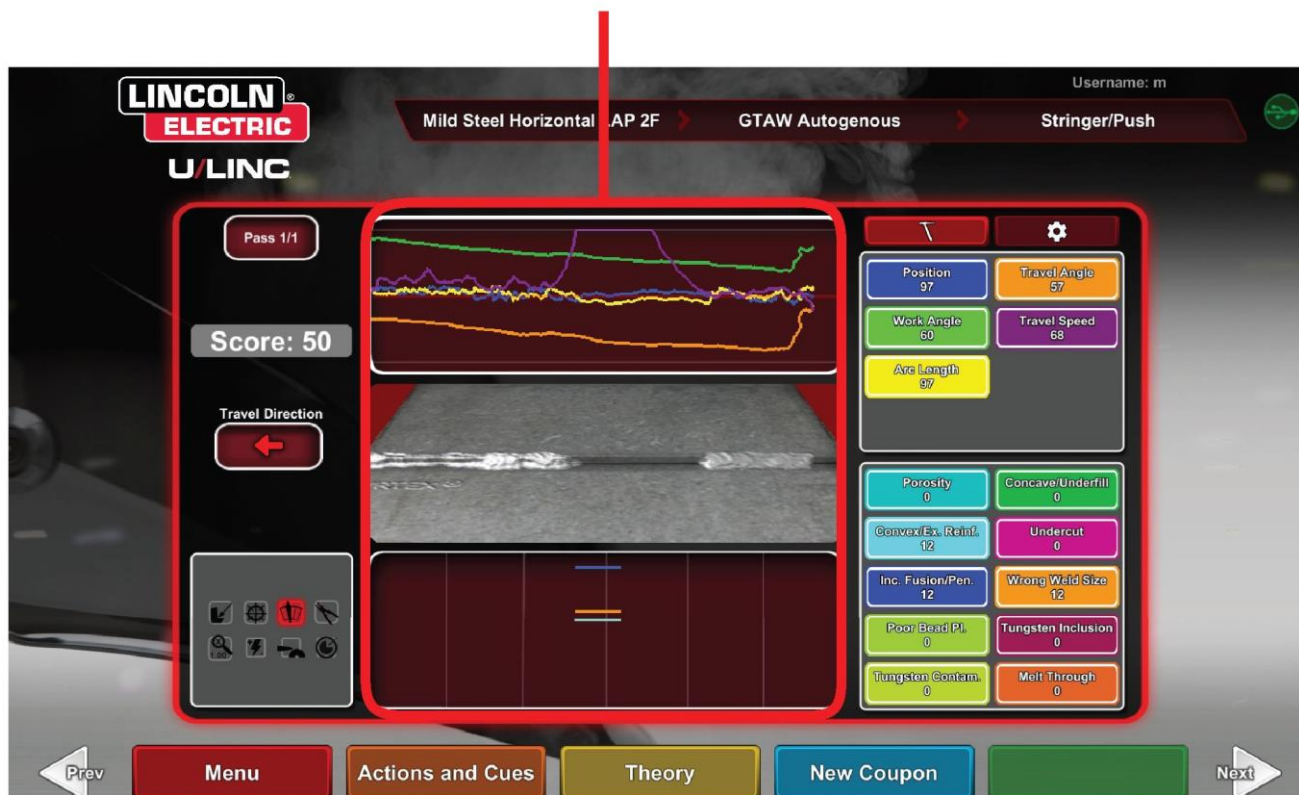 LINCOLN ®
ELECTRIC
U/LINC
Username: m
Mild Steel Horizontal LAP 2F
GTAW Autogenous
Stringer/Push
Pass 1/1
Score: 50
Travel Direction
1.00
Position
97
Travel Angle
57
Work Angle
60
Travel Speed
68
Arc Length
97
Porosity
0
Concave/Underfill
0
Convex/Ex. Reinf.
12
Undercut
0
Inc. Fusion/Pen.
12
Wrong Weld Size
12
Poor Bead Pl.
0
Tungsten Inclusion
0
Tungsten Contam.
0
Melt Through
0
Prev
Menu
Actions and Cues
Theory
New Coupon
Next